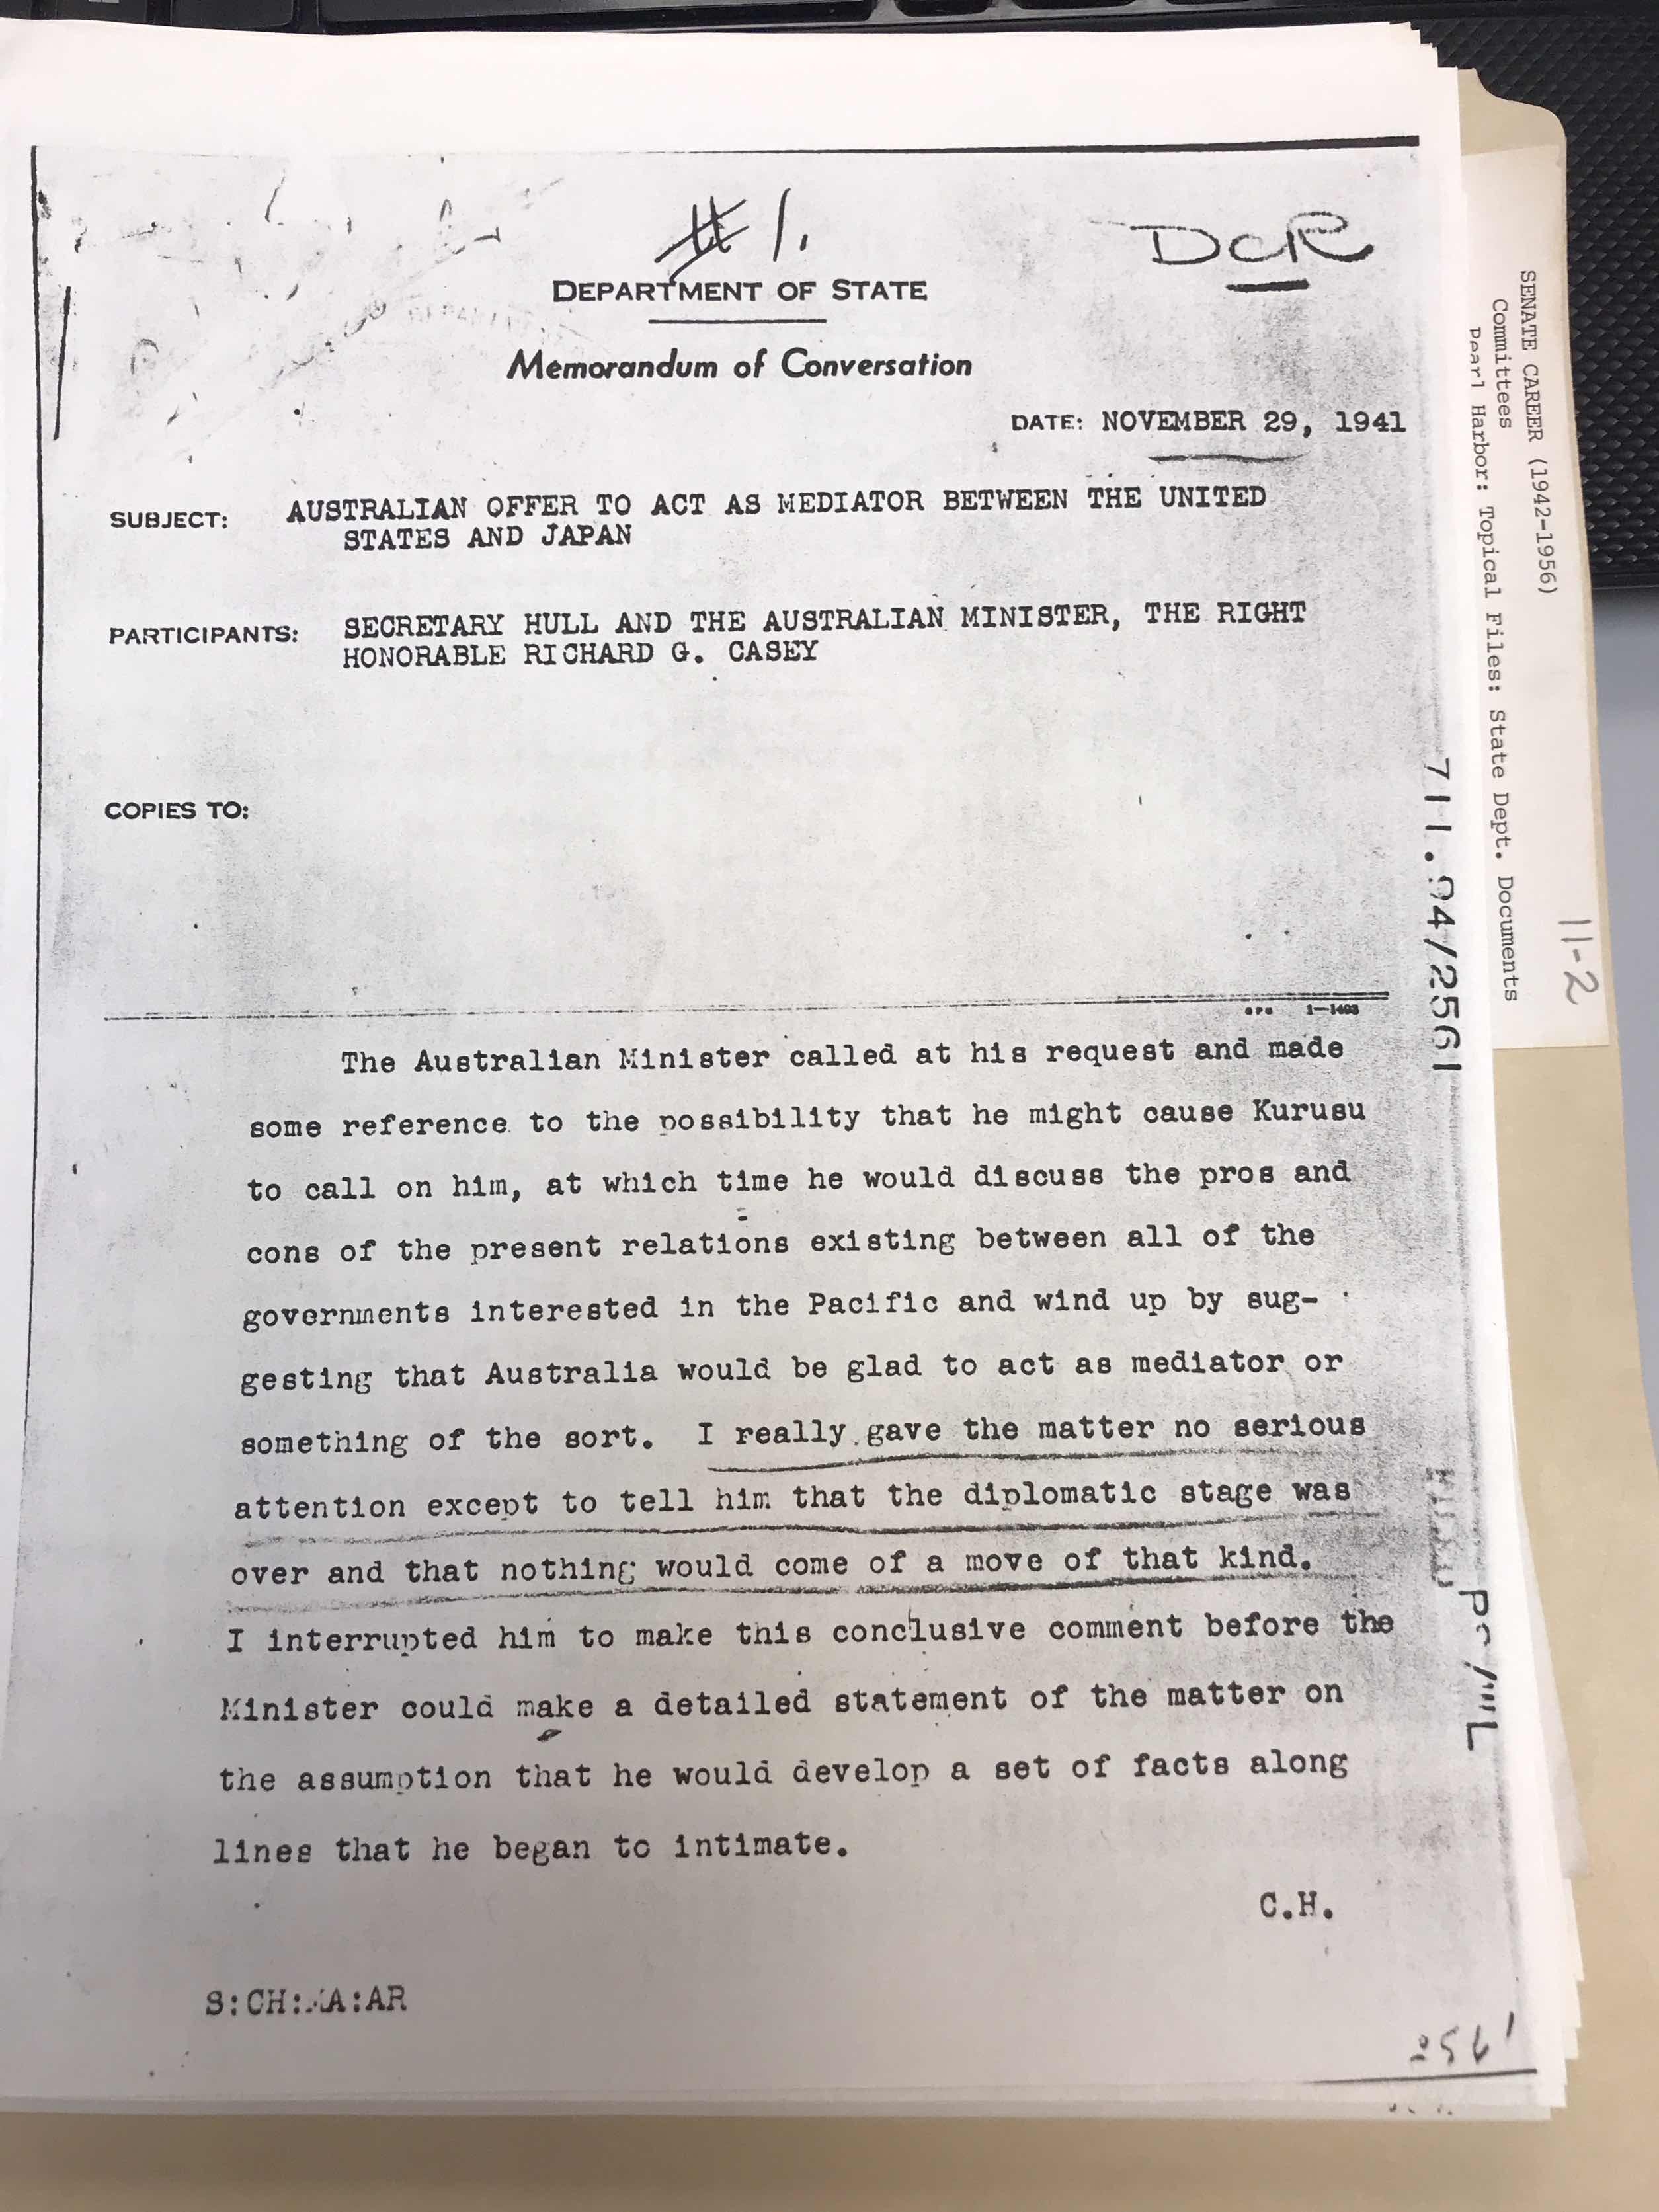 # 1.
DCR
DEPARTMENT OF STATE
Memorandum of Conversation
DATE: NOVEMBER 29, 1941
SUBJECT: AUSTRALIAN OFFER TO ACT AS MEDIATOR BETWEEN THE UNITED
STATES AND JAPAN
PARTICIPANTS: SECRETARY HULL AND THE AUSTRALIAN MINISTER, THE RIGHT
HONORABLE RICHARD G. CASEY
COPIES TO:
GPO 1—1493
The Australian Minister called at his request and made
some reference to the possibility that he might cause Kurusu
to call on him, at which time he would discuss the pros and
cons of the present relations existing between all of the
governments interested in the Pacific and wind up by sug-
gesting that Australia would be glad to act as mediator or
something of the sort. I really gave the matter no serious
attention except to tell him that the diplomatic stage was
over and that nothing would come of a move of that kind.
I interrupted him to make this conclusive comment before the
Minister could make a detailed statement of the matter on
the assumption that he would develop a set of facts along
lines that he began to intimate.
C.H.
S:CH: A:AR
2561
711.94/2561
SENATE CAREER (1942-1956)
Committees
Pearl Harbor: Topical Files: State Dept. Documents
11-2